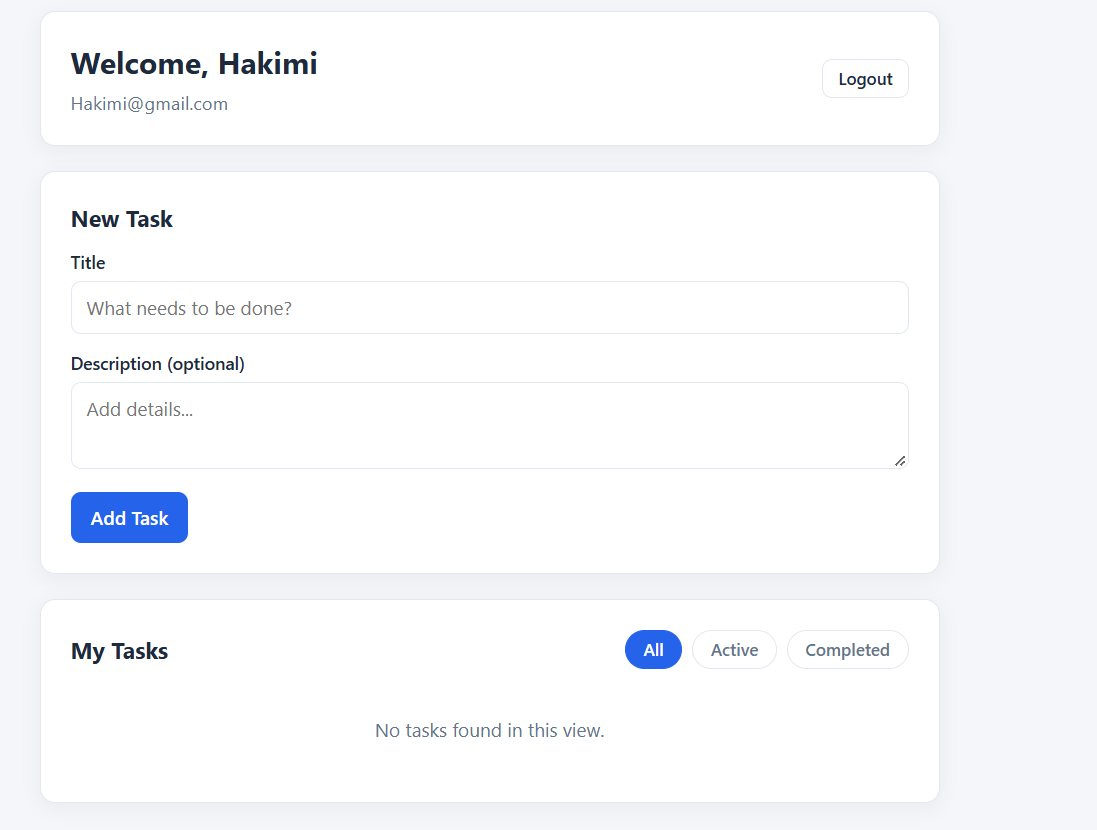 Welcome, Hakimi
Hakimi@gmail.com
Logout
New Task
Title
What needs to be done?
Description (optional)
Add details...
Add Task
My Tasks
All
Active
Completed
No tasks found in this view.